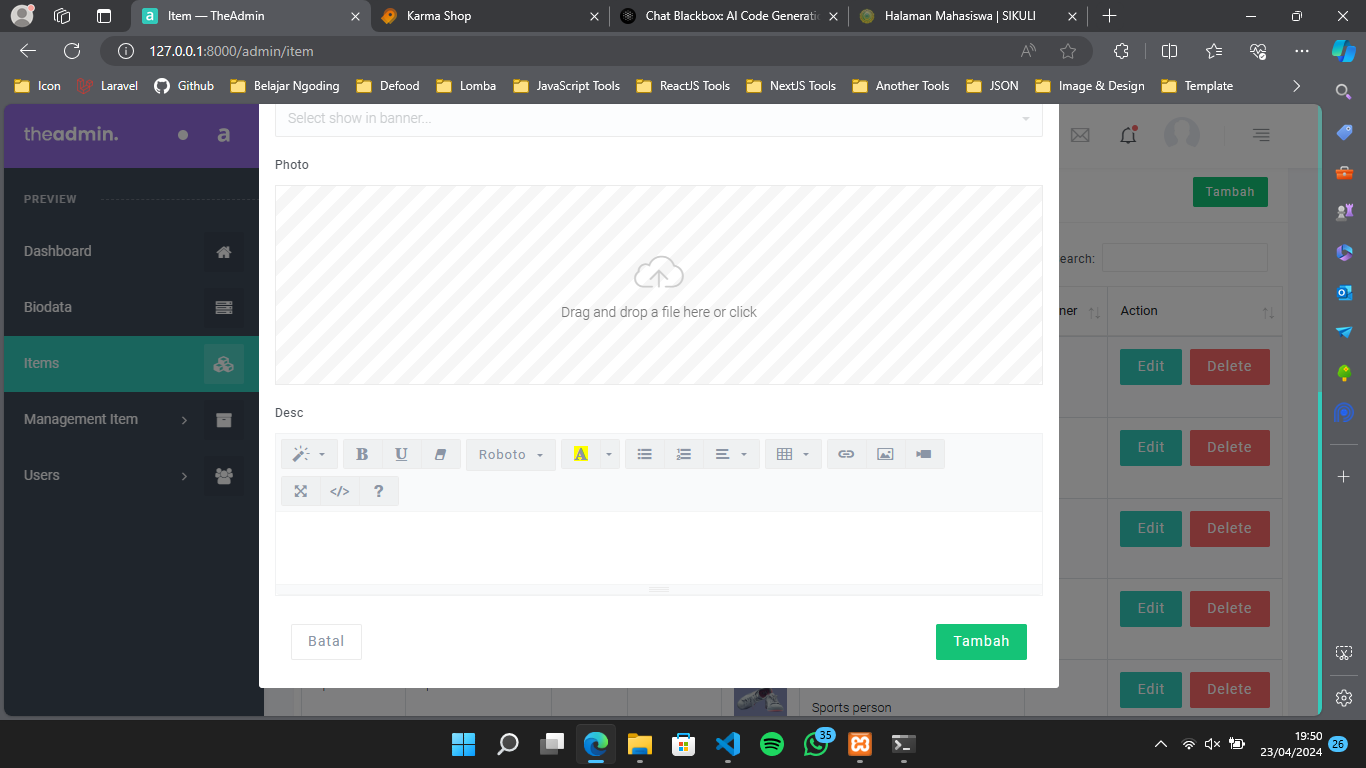 Item — TheAdmin
Karma Shop
Chat Blackbox: AI Code Generati
Halaman Mahasiswa | SIKULI
127.0.0.1:8000/admin/item
Icon
Laravel
Github
Belajar Ngoding
Defood
Lomba
JavaScript Tools
ReactJS Tools
NextJS Tools
Another Tools
JSON
Image & Design
Template
theadmin.
a
Select show in banner...
Photo
PREVIEW
Tambah
Dashboard
earch:
Biodata
Drag and drop a file here or click
ner
Action
Items
Edit
Delete
Desc
Management Item
B
U
Roboto
A
Edit
Delete
Users
</>
?
Edit
Delete
Edit
Delete
Batal
Tambah
Edit
Delete
Sports person
35
19:50
23/04/2024
26